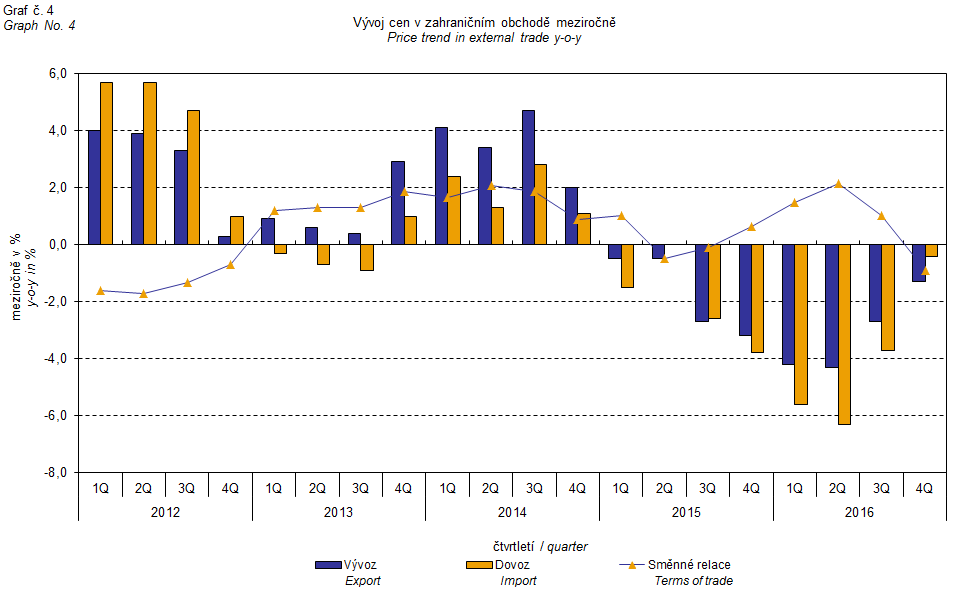 Graf č. 4
Graph No. 4
Vývoj cen v zahraničním obchodě meziročně
Price trend in external trade y-o-y
meziročně v %
y-o-y in %
6,0
4,0
2,0
0,0
-2,0
-4,0
-6,0
-8,0
1Q 2Q 3Q 4Q 1Q 2Q 3Q 4Q 1Q 2Q 3Q 4Q 1Q 2Q 3Q 4Q 1Q 2Q 3Q 4Q
2012 2013 2014 2015 2016
čtvrtletí / quarter
Vývoz Dovoz Směnné relace
Export Import Terms of trade